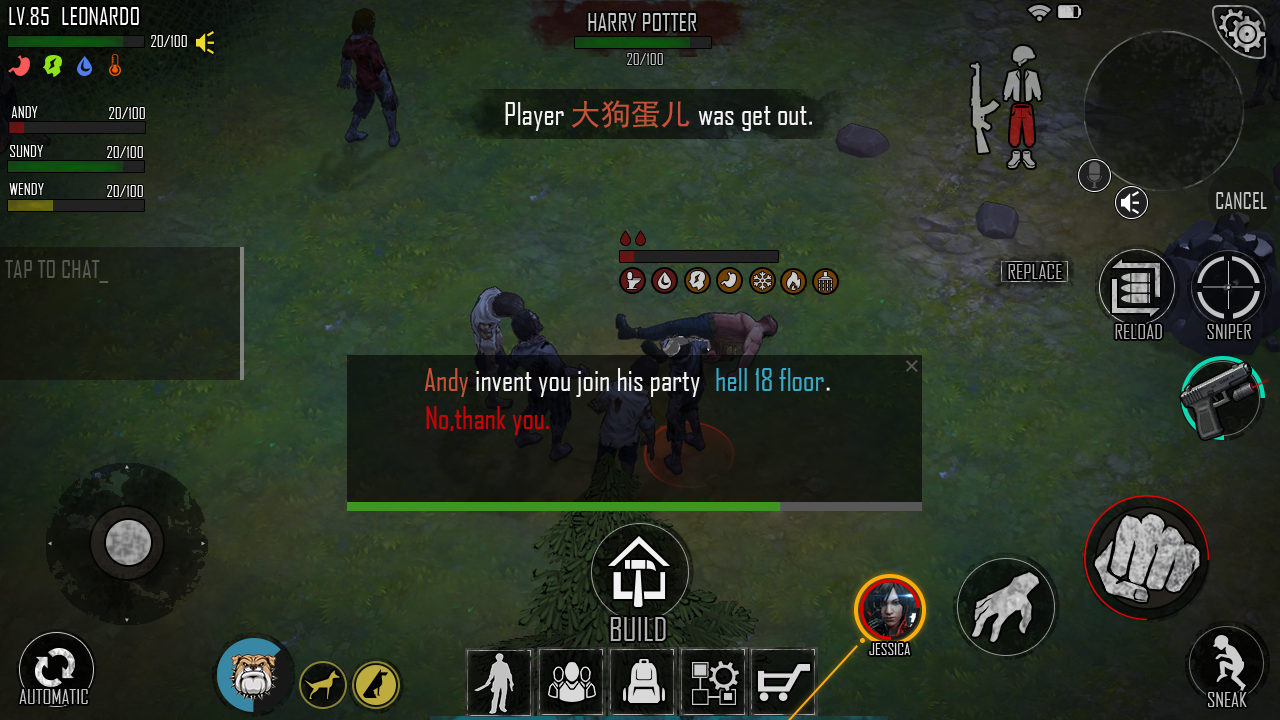 LV.85 LEONARDO
20/100
HARRY POTTER
20/100
ANDY 20/100
SUNDY 20/100
WENDY 20/100
Player 大狗蛋儿 was get out.
CANCEL
TAP TO CHAT_
REPLACE
RELOAD
SNIPER
Andy invent you join his party hell 18 floor.
No,thank you.
BUILD
JESSICA
AUTOMATIC
SNEAK